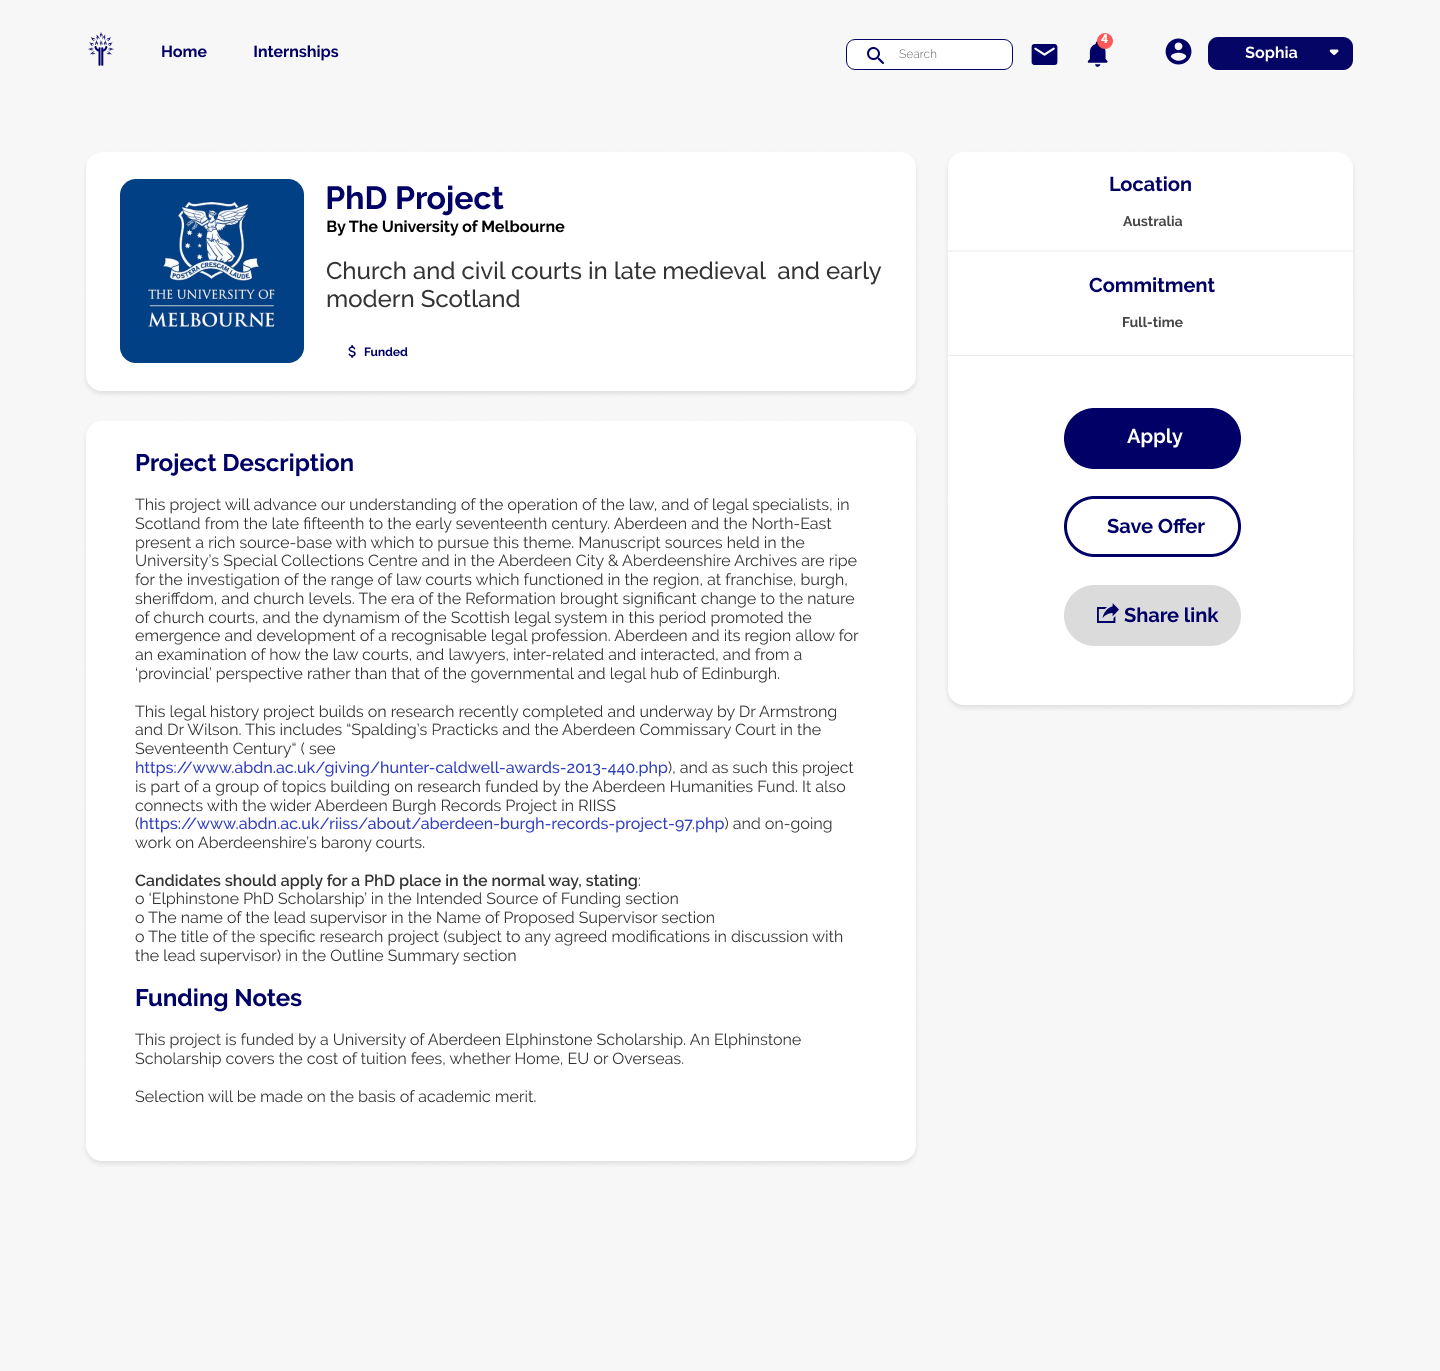 Home
Internships
Search
4
Sophia
POSTERA CRESCAM LAUDE
THE UNIVERSITY OF
MELBOURNE
PhD Project
By The University of Melbourne
Church and civil courts in late medieval  and early
modern Scotland
$ Funded
Location
Australia
Commitment
Full-time
Apply
Save Offer
Share link
Project Description
This project will advance our understanding of the operation of the law, and of legal specialists, in
Scotland from the late fifteenth to the early seventeenth century. Aberdeen and the North-East
present a rich source-base with which to pursue this theme. Manuscript sources held in the
University’s Special Collections Centre and in the Aberdeen City & Aberdeenshire Archives are ripe
for the investigation of the range of law courts which functioned in the region, at franchise, burgh,
sheriffdom, and church levels. The era of the Reformation brought significant change to the nature
of church courts, and the dynamism of the Scottish legal system in this period promoted the
emergence and development of a recognisable legal profession. Aberdeen and its region allow for
an examination of how the law courts, and lawyers, inter-related and interacted, and from a
‘provincial’ perspective rather than that of the governmental and legal hub of Edinburgh.
This legal history project builds on research recently completed and underway by Dr Armstrong
and Dr Wilson. This includes “Spalding’s Practicks and the Aberdeen Commissary Court in the
Seventeenth Century“ ( see
https://www.abdn.ac.uk/giving/hunter-caldwell-awards-2013-440.php), and as such this project
is part of a group of topics building on research funded by the Aberdeen Humanities Fund. It also
connects with the wider Aberdeen Burgh Records Project in RIISS
(https://www.abdn.ac.uk/riiss/about/aberdeen-burgh-records-project-97.php) and on-going
work on Aberdeenshire’s barony courts.
Candidates should apply for a PhD place in the normal way, stating:
o ‘Elphinstone PhD Scholarship’ in the Intended Source of Funding section
o The name of the lead supervisor in the Name of Proposed Supervisor section
o The title of the specific research project (subject to any agreed modifications in discussion with
the lead supervisor) in the Outline Summary section
Funding Notes
This project is funded by a University of Aberdeen Elphinstone Scholarship. An Elphinstone
Scholarship covers the cost of tuition fees, whether Home, EU or Overseas.
Selection will be made on the basis of academic merit.